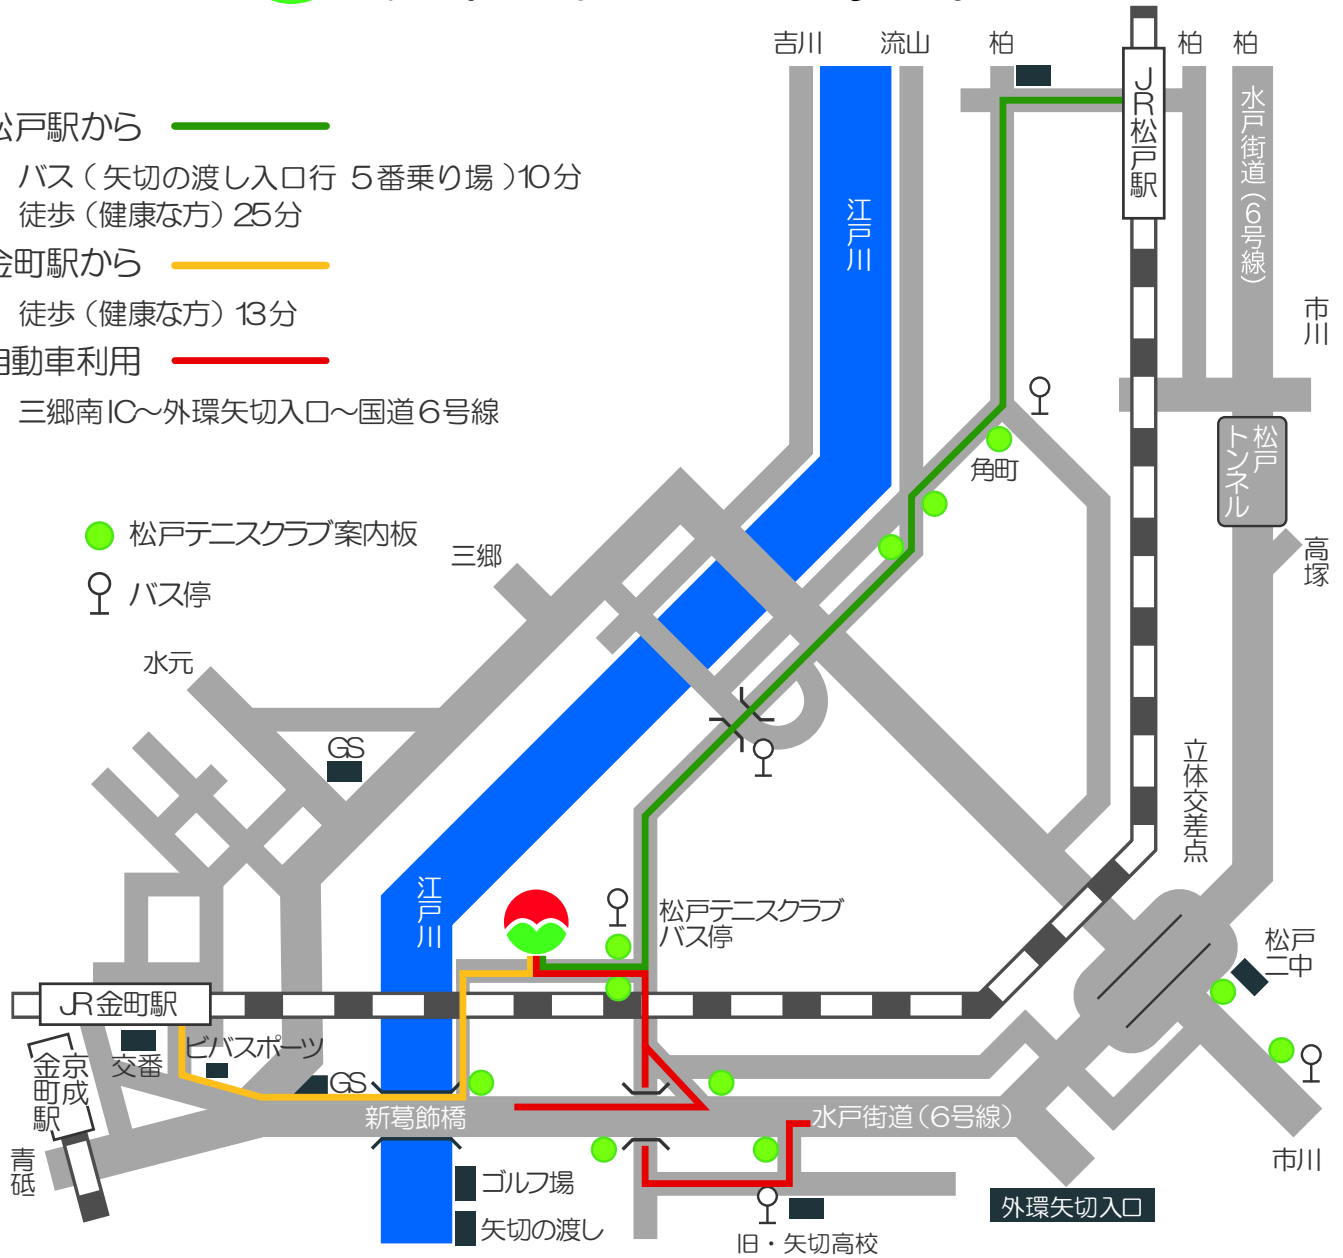 吉川
流山
柏
柏
柏
JR松戸駅
水戸街道(6号線)
松戸駅から
バス(矢切の渡し入口行 5番乗り場)10分
徒歩(健康な方)25分
金町駅から
徒歩(健康な方)13分
自動車利用
三郷南IC〜外環矢切入口〜国道6号線
江戸川
市川
角町
松戸
トンネル
松戸テニスクラブ案内板
バス停
三郷
高塚
水元
GS
立体交差点
江戸川
松戸テニスクラブ
バス停
松戸
二中
JR金町駅
京成
金町駅
交番
ビバスポーツ
GS
新葛飾橋
水戸街道(6号線)
青砥
市川
ゴルフ場
矢切の渡し
外環矢切入口
旧・矢切高校